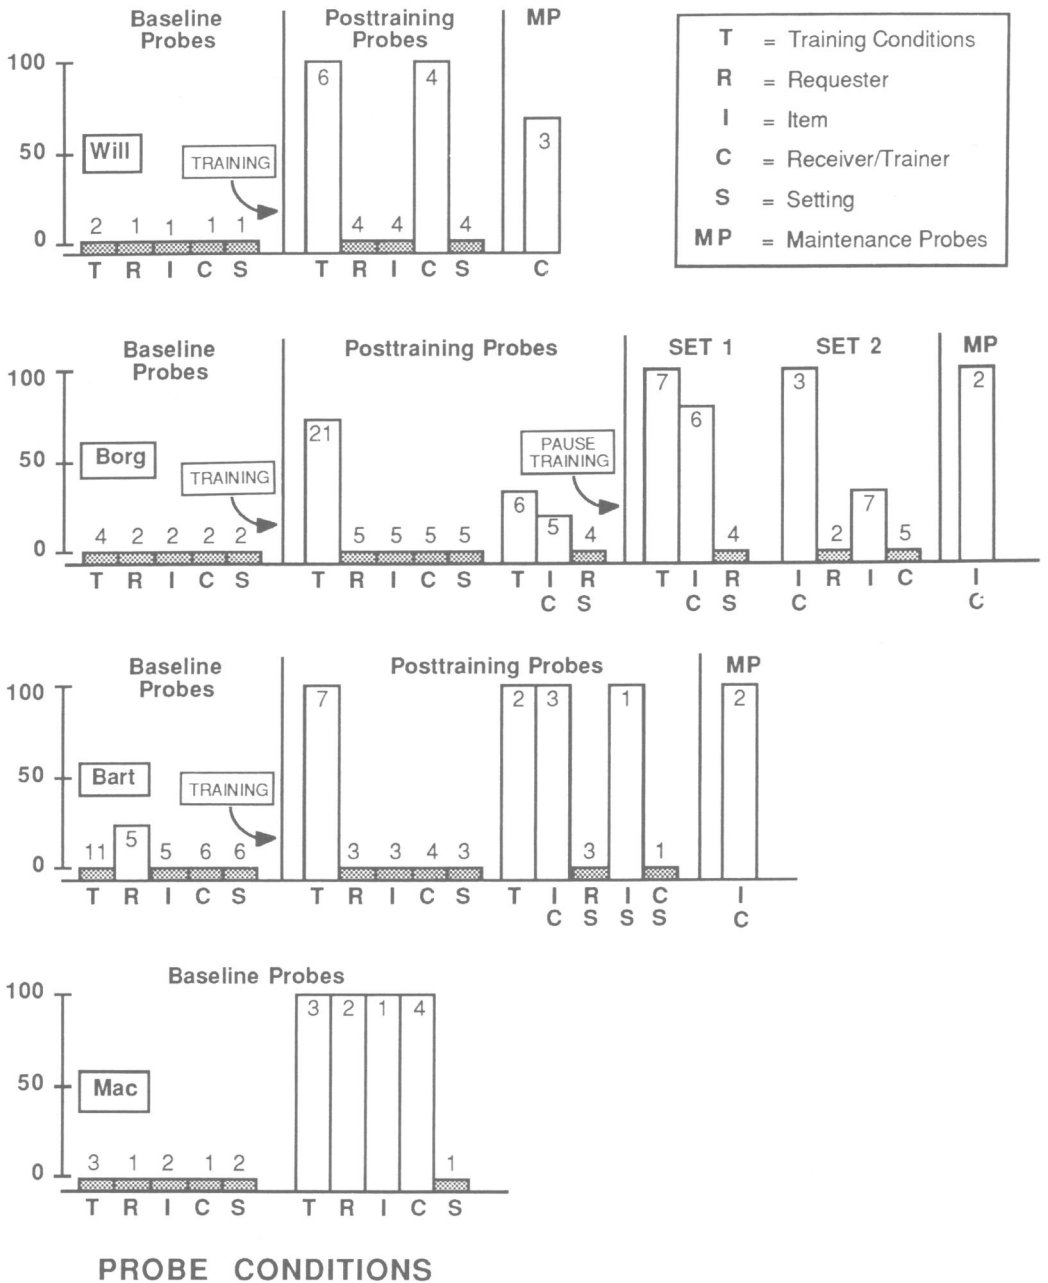 Baseline Probes
Posttraining Probes
MP
T = Training Conditions
R = Requester
I = Item
C = Receiver/Trainer
S = Setting
MP = Maintenance Probes
100
50
0
Will
TRAINING
2 1 1 1 1
6 4 4 4 4
3
T R I C S
T R I C S
C
Baseline Probes
Posttraining Probes
SET 1
SET 2
MP
100
50
0
Borg
TRAINING
PAUSE TRAINING
4 2 2 2 2
21 5 5 5 5
6 5 4
7 6 4
3 2 7 5
2
T R I C S
T R I C S
T I R
C S
T I R
C S
I R I C
C
I
C
Baseline Probes
Posttraining Probes
MP
100
50
0
Bart
TRAINING
11 5 5 6 6
7 3 3 4 3
2 3 3 1 1
2
T R I C S
T R I C S
T I R I C
C S S S
I
C
Baseline Probes
100
50
0
Mac
3 1 2 1 2
3 2 1 4 1
T R I C S
T R I C S
PROBE CONDITIONS